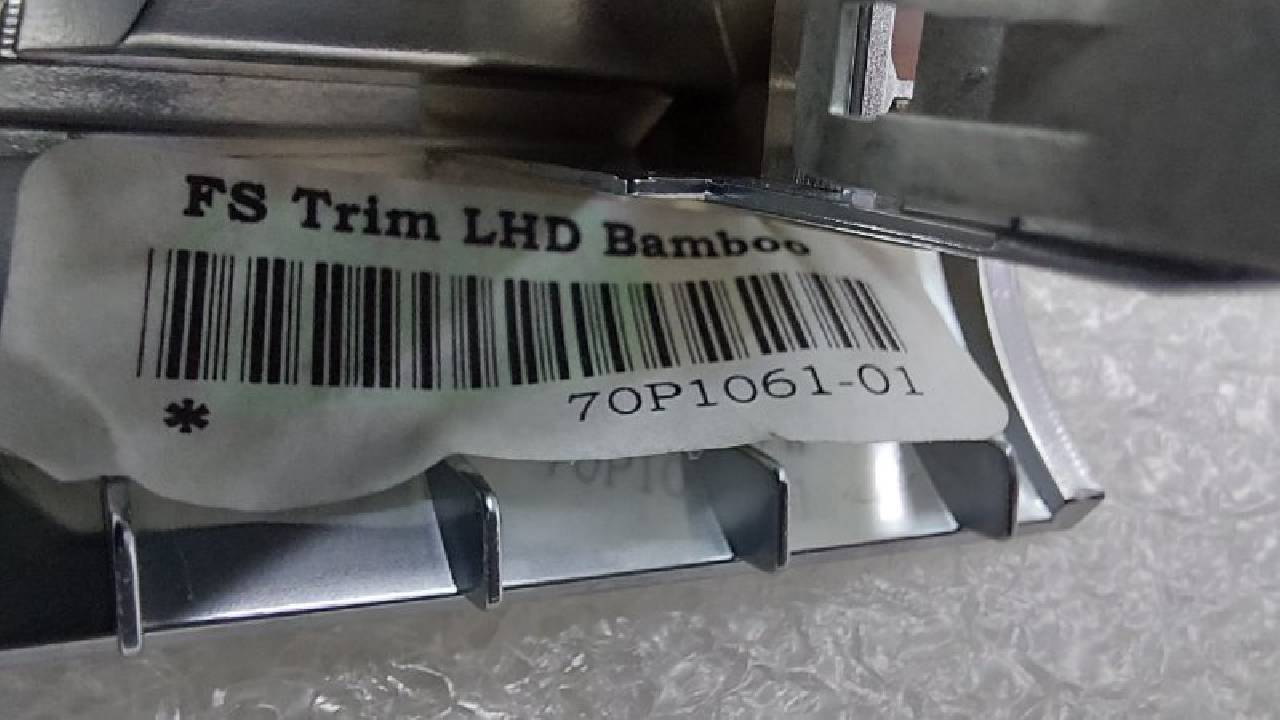 FS Trim LHD Bamboo
*
70P1061-01